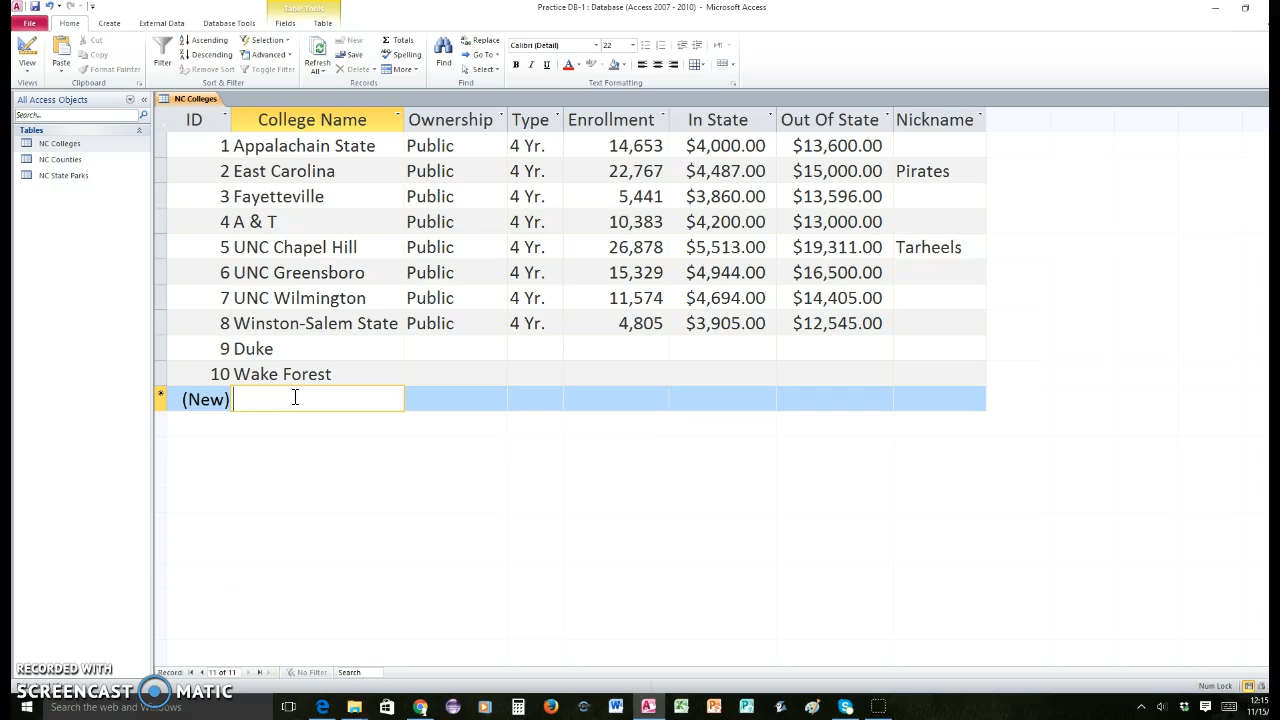 Practice DB-1 : Database (Access 2007 - 2010) - Microsoft Access
Table Tools
File Home Create External Data Database Tools Fields Table
View Paste Cut Copy Format Painter Filter Ascending Descending Remove Sort Selection Advanced Toggle Filter Refresh All New Save Delete Totals Spelling More Find Replace Go To Select Calibri (Detail) 22 B I U A
Views Clipboard Sort & Filter Records Find Text Formatting
All Access Objects
Search...
Tables
NC Colleges
NC Counties
NC State Parks
NC Colleges
ID College Name Ownership Type Enrollment In State Out Of State Nickname
1 Appalachain State Public 4 Yr. 14,653 $4,000.00 $13,600.00
2 East Carolina Public 4 Yr. 22,767 $4,487.00 $15,000.00 Pirates
3 Fayetteville Public 4 Yr. 5,441 $3,860.00 $13,596.00
4 A & T Public 4 Yr. 10,383 $4,200.00 $13,000.00
5 UNC Chapel Hill Public 4 Yr. 26,878 $5,513.00 $19,311.00 Tarheels
6 UNC Greensboro Public 4 Yr. 15,329 $4,944.00 $16,500.00
7 UNC Wilmington Public 4 Yr. 11,574 $4,694.00 $14,405.00
8 Winston-Salem State Public 4 Yr. 4,805 $3,905.00 $12,545.00
9 Duke
10 Wake Forest
* (New)
Record: 11 of 11 No Filter Search
RECORDED WITH
SCREENCAST MATIC
Num Lock
Search the web and Windows
12:15
11/15/